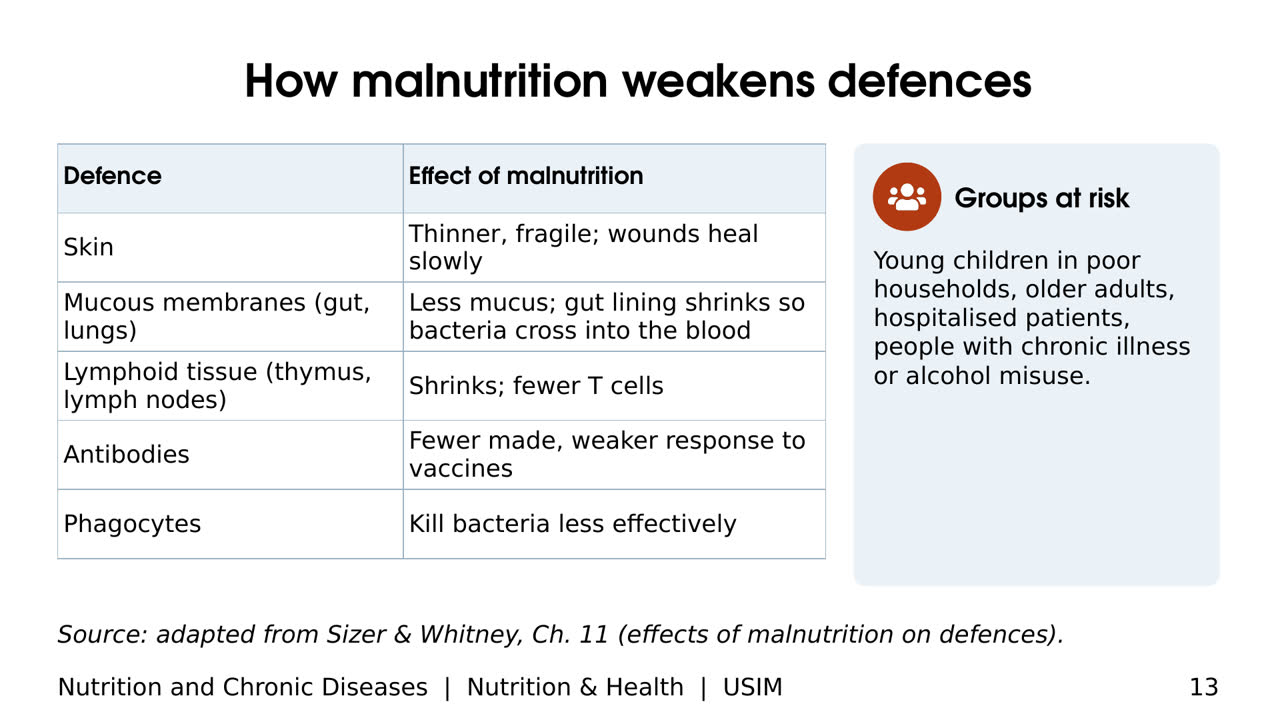 How malnutrition weakens defences
Defence
Effect of malnutrition
Skin
Thinner, fragile; wounds heal
slowly
Mucous membranes (gut,
lungs)
Less mucus; gut lining shrinks so
bacteria cross into the blood
Lymphoid tissue (thymus,
lymph nodes)
Shrinks; fewer T cells
Antibodies
Fewer made, weaker response to
vaccines
Phagocytes
Kill bacteria less effectively
Groups at risk
Young children in poor
households, older adults,
hospitalised patients,
people with chronic illness
or alcohol misuse.
Source: adapted from Sizer & Whitney, Ch. 11 (effects of malnutrition on defences).
Nutrition and Chronic Diseases | Nutrition & Health | USIM
13